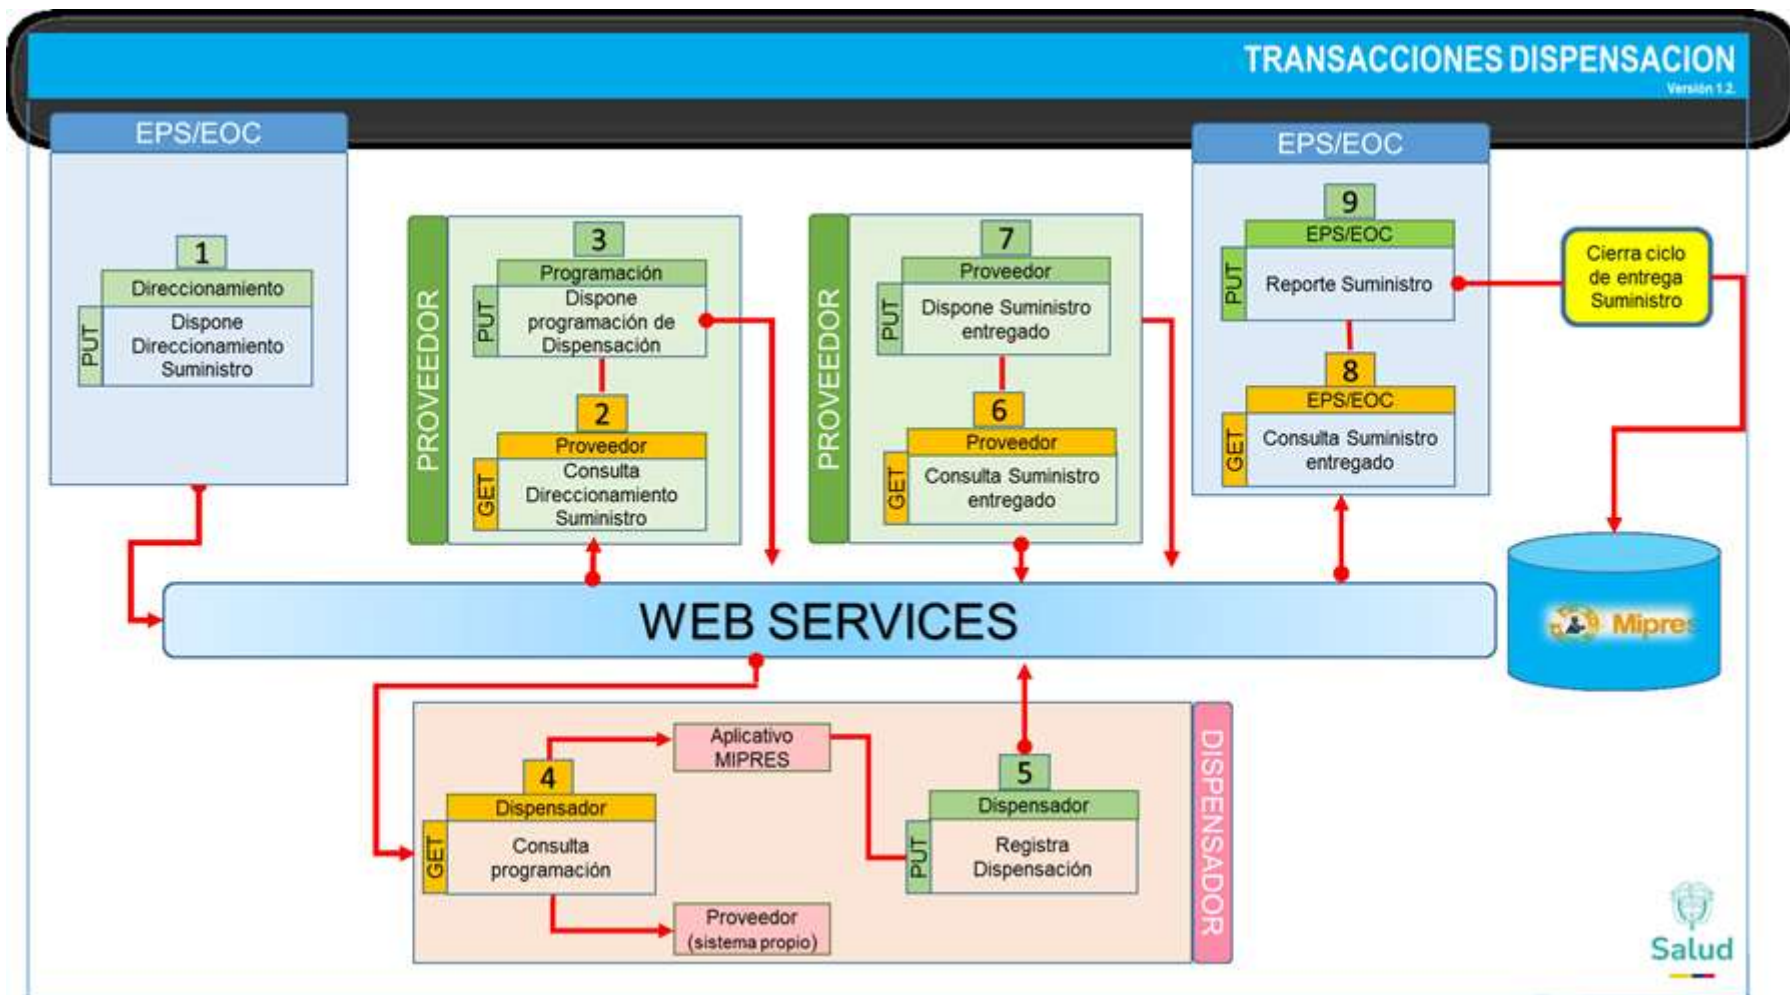 TRANSACCIONES DISPENSACION
Versión 1.2.
EPS/EOC
1
Direccionamiento
PUT
Dispone
Direccionamiento
Suministro
PROVEEDOR
3
Programación
PUT
Dispone
programación de
Dispensación
2
Proveedor
GET
Consulta
Direccionamiento
Suministro
PROVEEDOR
7
Proveedor
PUT
Dispone Suministro
entregado
6
Proveedor
GET
Consulta Suministro
entregado
EPS/EOC
9
EPS/EOC
PUT
Reporte Suministro
8
EPS/EOC
GET
Consulta Suministro
entregado
Cierra ciclo
de entrega
Suministro
WEB SERVICES
Mipres
4
Dispensador
GET
Consulta
programación
Aplicativo
MIPRES
Proveedor
(sistema propio)
5
Dispensador
PUT
Registra
Dispensación
DISPENSADOR
Salud